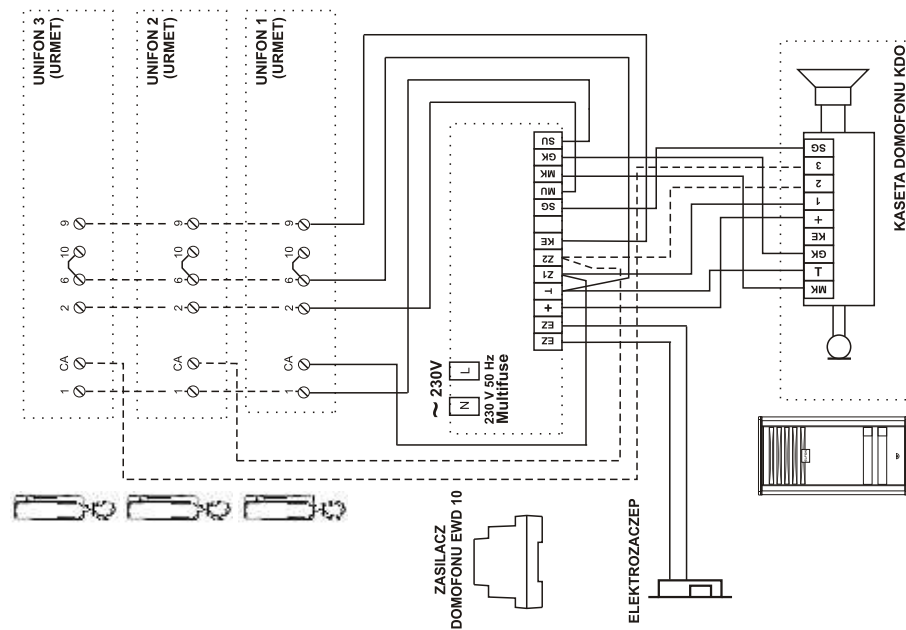 UNIFON 3
(URMET)
UNIFON 2
(URMET)
UNIFON 1
(URMET)
9
10
6
2
CA
1
9
10
6
2
CA
1
9
10
6
2
CA
1
SU
GK
MK
MU
SG
KE
Z2
Z1
⊥
+
EZ
EZ
~ 230V
L
N
230 V 50 Hz
Multifuse
SG
3
2
1
+
KE
GK
⊥
MK
KASETA DOMOFONU KDO
ZASILACZ
DOMOFONU EWD 10
ELEKTROZACZEP